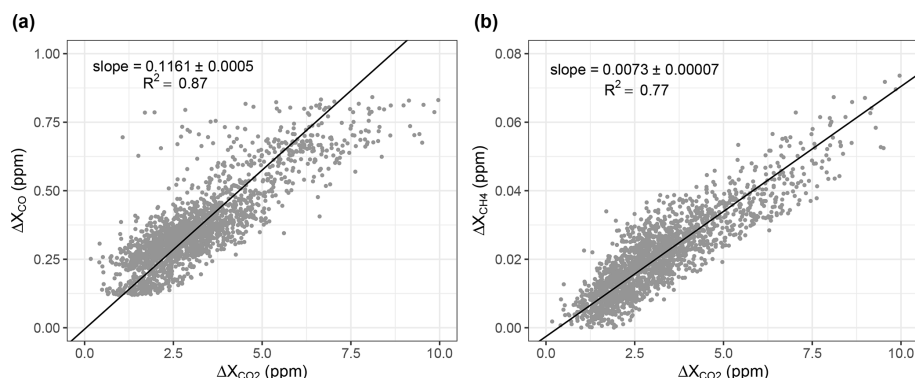 (a)
slope = 0.1161 ± 0.0005
R² = 0.87
1.00
0.75
0.50
0.25
0.00
ΔX_CO (ppm)
0.0 2.5 5.0 7.5 10.0
ΔX_CO2 (ppm)
(b)
slope = 0.0073 ± 0.00007
R² = 0.77
0.08
0.06
0.04
0.02
0.00
ΔX_CH4 (ppm)
0.0 2.5 5.0 7.5 10.0
ΔX_CO2 (ppm)